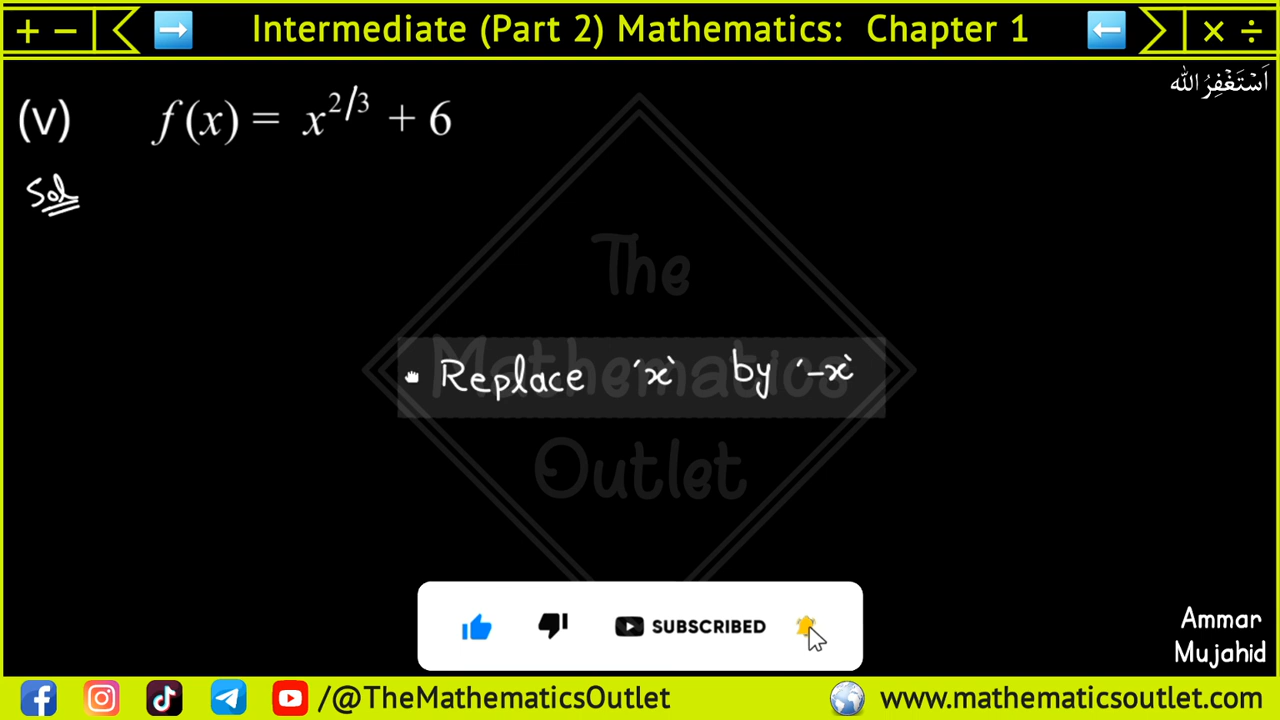 + − Intermediate (Part 2) Mathematics: Chapter 1 × ÷
اَسْتَغْفِرُ اللّٰه
(v) f(x) = x^{2/3} + 6
Sol
The
Mathematics
Outlet
Replace 'x' by '-x'
SUBSCRIBED
Ammar
Mujahid
/@TheMathematicsOutlet www.mathematicsoutlet.com